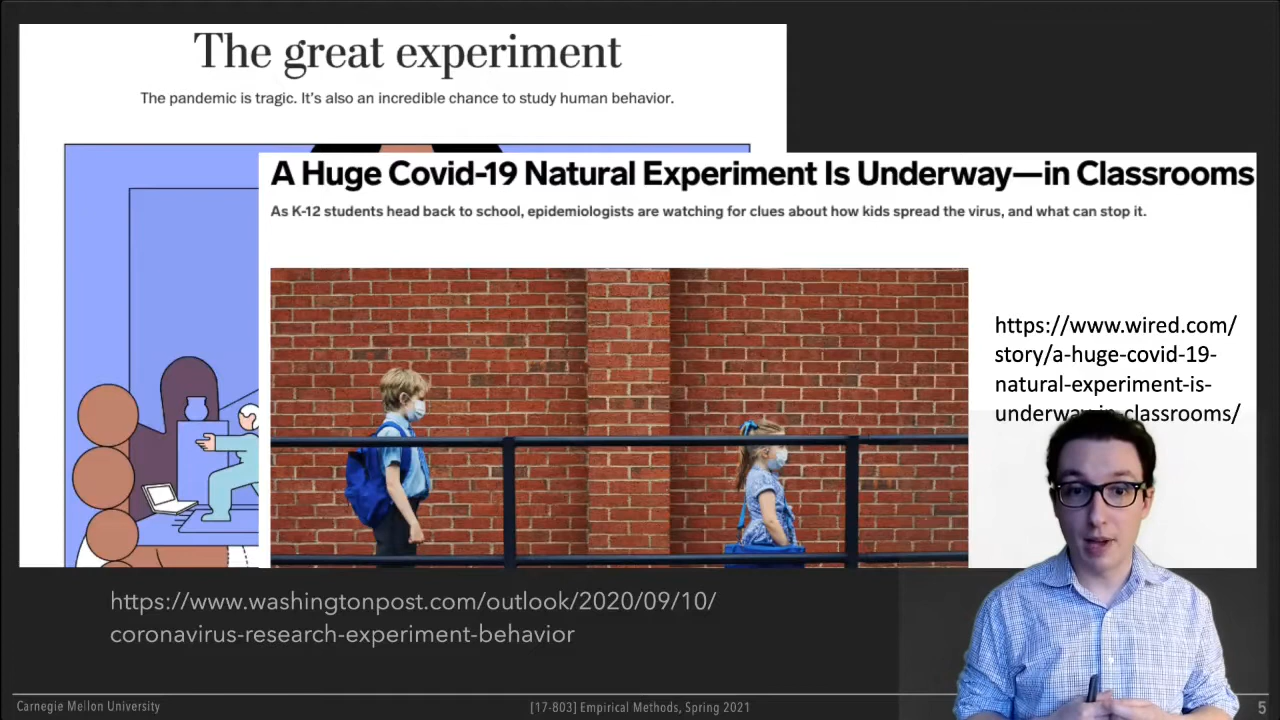 The great experiment
The pandemic is tragic. It's also an incredible chance to study human behavior.
A Huge Covid-19 Natural Experiment Is Underway—in Classrooms
As K-12 students head back to school, epidemiologists are watching for clues about how kids spread the virus, and what can stop it.
https://www.wired.com/
story/a-huge-covid-19-
natural-experiment-is-
underway-in-classrooms/
https://www.washingtonpost.com/outlook/2020/09/10/
coronavirus-research-experiment-behavior
Carnegie Mellon University
[17-803] Empirical Methods, Spring 2021
5